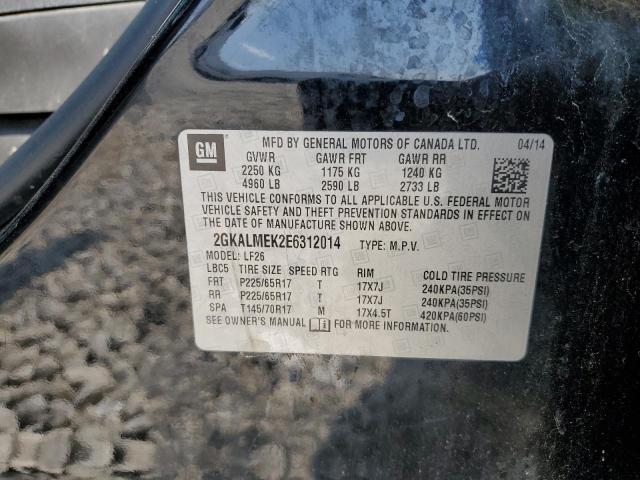 GM
MFD BY GENERAL MOTORS OF CANADA LTD. 04/14
GVWR GAWR FRT GAWR RR
2250 KG 1175 KG 1240 KG
4960 LB 2590 LB 2733 LB
THIS VEHICLE CONFORMS TO ALL APPLICABLE U.S. FEDERAL MOTOR
VEHICLE SAFETY AND THEFT PREVENTION STANDARDS IN EFFECT ON
THE DATE OF MANUFACTURE SHOWN ABOVE.
2GKALMEK2E6312014 TYPE: M.P.V.
MODEL: LF26
LBC5 TIRE SIZE SPEED RTG RIM COLD TIRE PRESSURE
FRT P225/65R17 T 17X7J 240KPA(35PSI)
RR P225/65R17 T 17X7J 240KPA(35PSI)
SPA T145/70R17 M 17X4.5T 420KPA(60PSI)
SEE OWNER'S MANUAL FOR MORE INFORMATION.